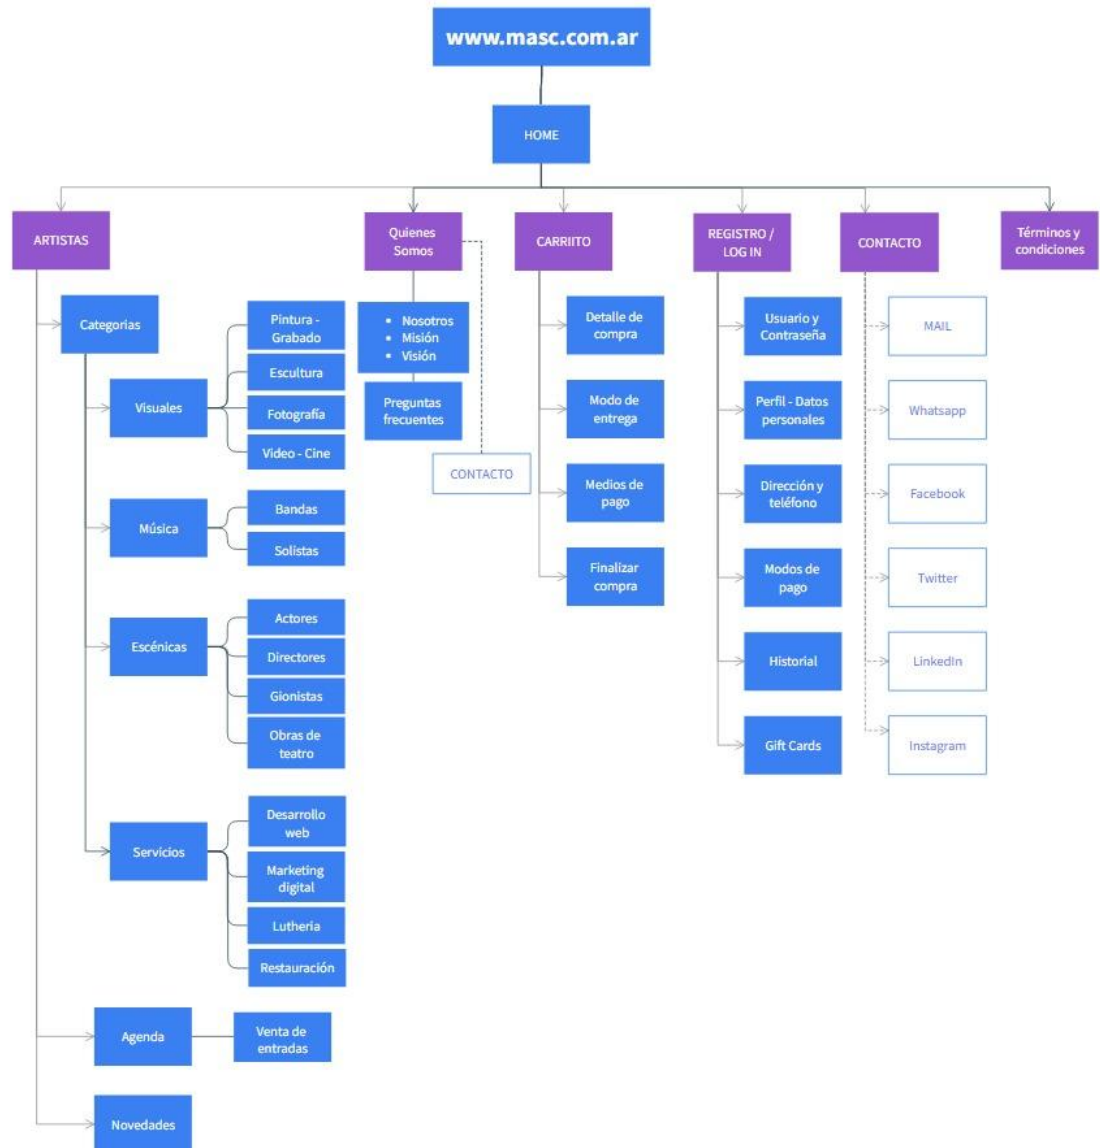 www.masc.com.ar
HOME
ARTISTAS
Categorias
Visuales
Pintura -
Grabado
Escultura
Fotografía
Video - Cine
Música
Bandas
Solistas
Escénicas
Actores
Directores
Gionistas
Obras de
teatro
Servicios
Desarrollo
web
Marketing
digital
Lutheria
Restauración
Agenda
Venta de
entradas
Novedades
Quienes
Somos
• Nosotros
• Misión
• Visión
Preguntas
frecuentes
CONTACTO
CARRIITO
Detalle de
compra
Modo de
entrega
Medios de
pago
Finalizar
compra
REGISTRO /
LOG IN
Usuario y
Contraseña
Perfil - Datos
personales
Dirección y
teléfono
Modos de
pago
Historial
Gift Cards
CONTACTO
MAIL
Whatsapp
Facebook
Twitter
LinkedIn
Instagram
Términos y
condiciones